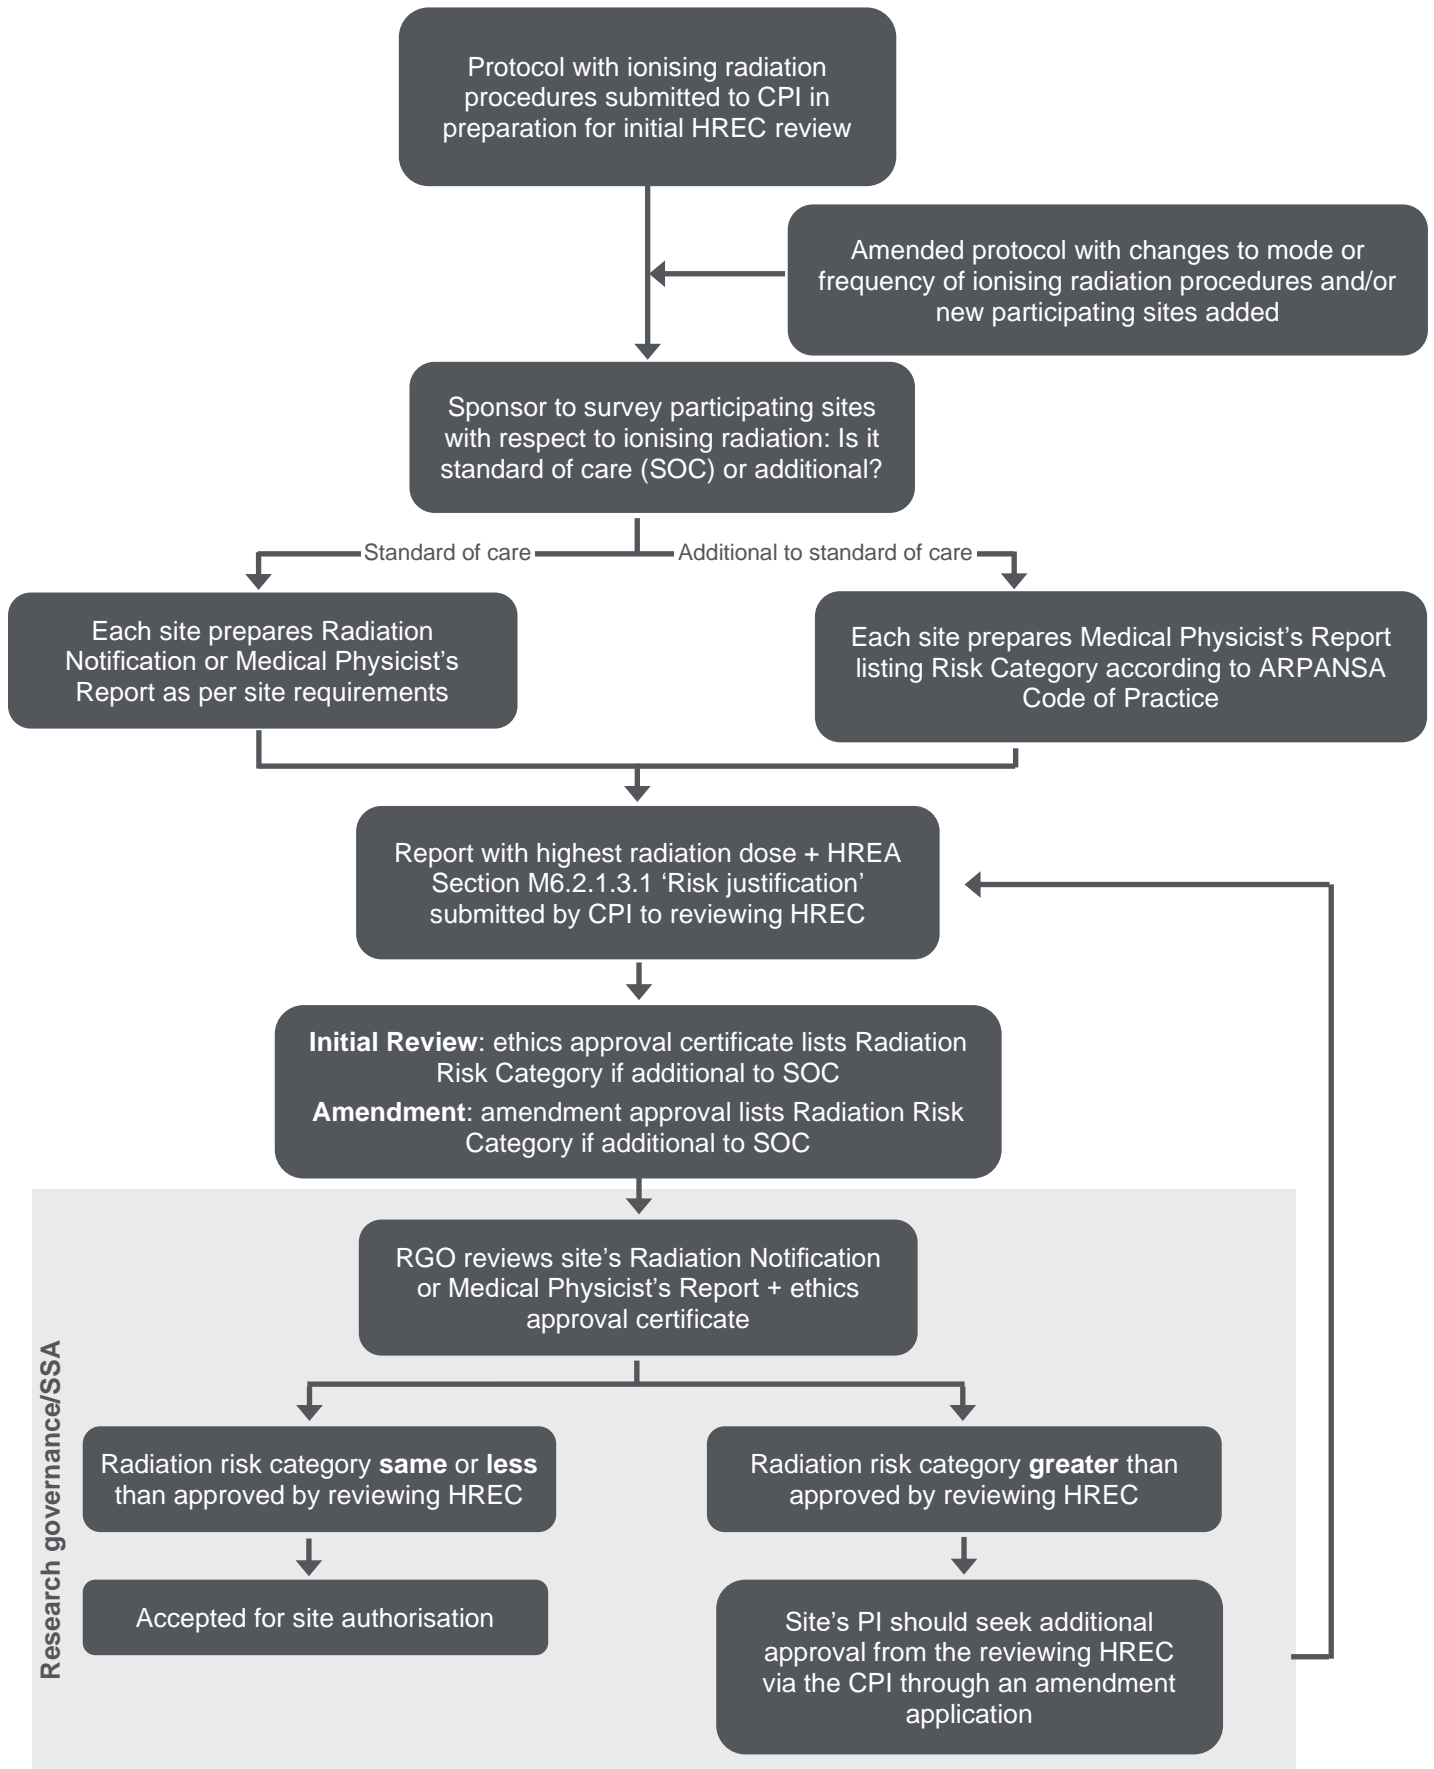 Protocol with ionising radiation
procedures submitted to CPI in
preparation for initial HREC review
Amended protocol with changes to mode or
frequency of ionising radiation procedures and/or
new participating sites added
Sponsor to survey participating sites
with respect to ionising radiation: Is it
standard of care (SOC) or additional?
Standard of care
Additional to standard of care
Each site prepares Radiation
Notification or Medical Physicist’s
Report as per site requirements
Each site prepares Medical Physicist’s Report
listing Risk Category according to ARPANSA
Code of Practice
Report with highest radiation dose + HREA
Section M6.2.1.3.1 ‘Risk justification’
submitted by CPI to reviewing HREC
Initial Review: ethics approval certificate lists Radiation
Risk Category if additional to SOC
Amendment: amendment approval lists Radiation Risk
Category if additional to SOC
Research governance/SSA
RGO reviews site’s Radiation Notification
or Medical Physicist’s Report + ethics
approval certificate
Radiation risk category same or less
than approved by reviewing HREC
Radiation risk category greater than
approved by reviewing HREC
Accepted for site authorisation
Site’s PI should seek additional
approval from the reviewing HREC
via the CPI through an amendment
application